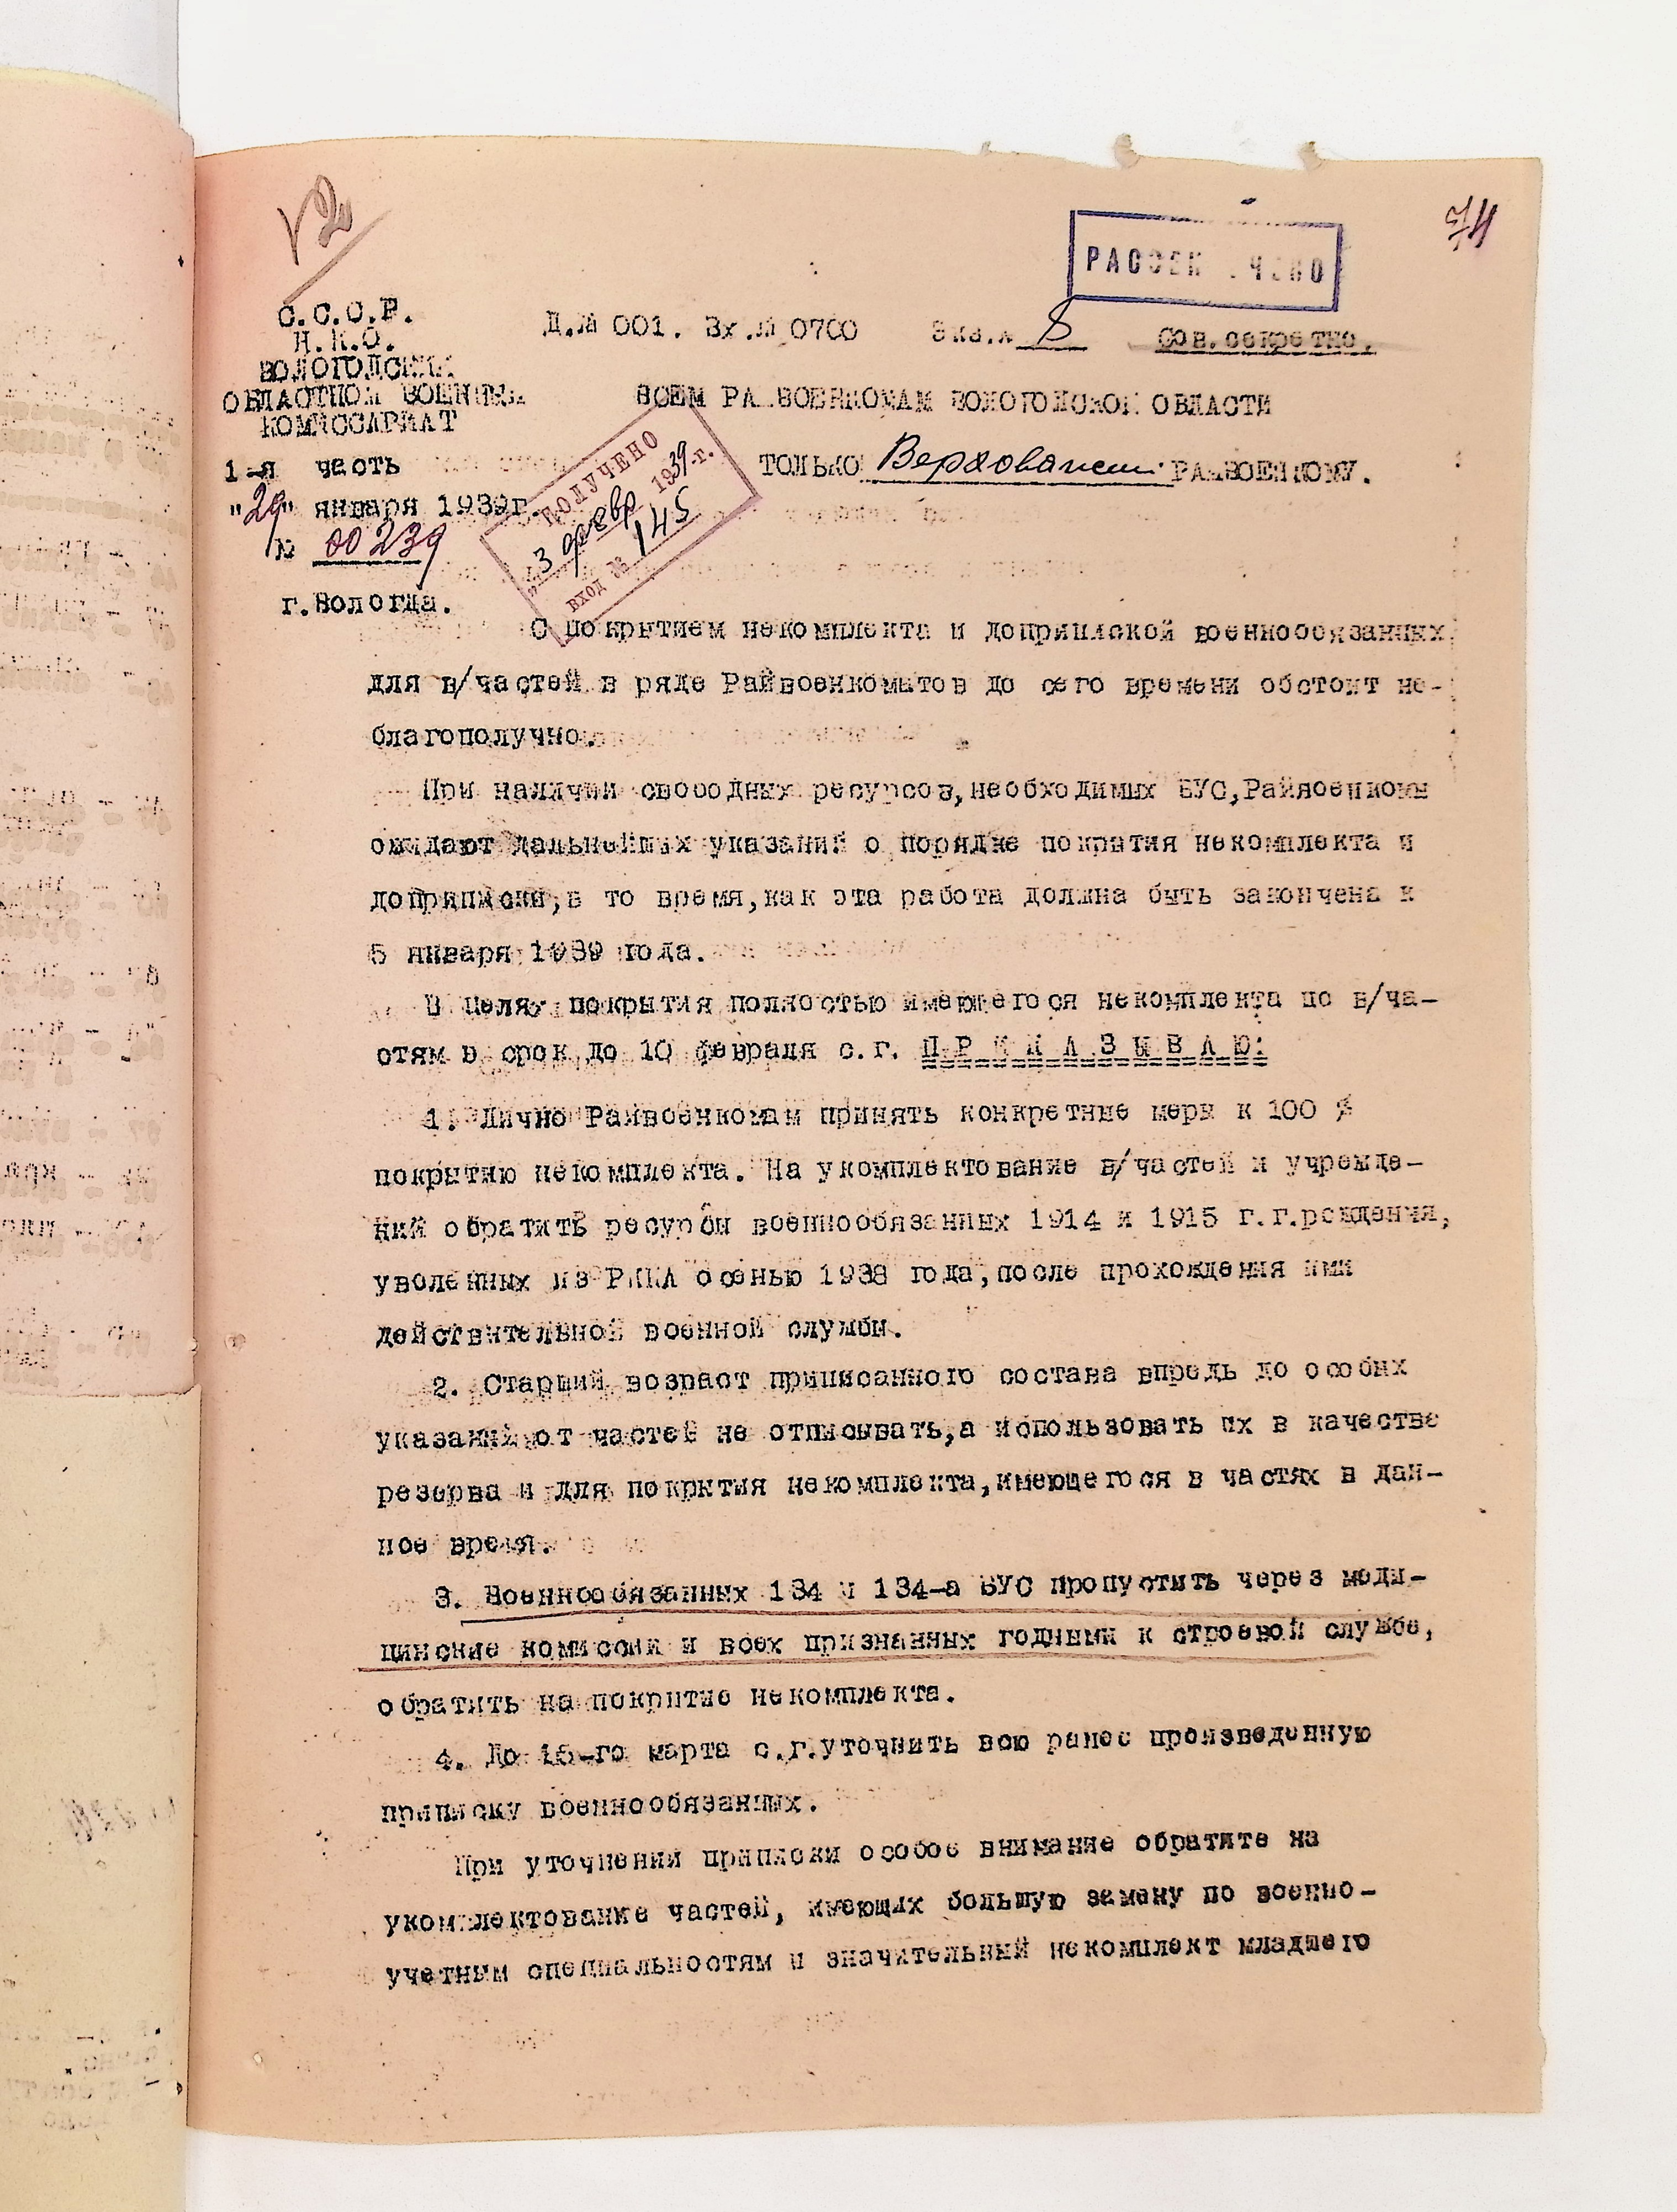 74
РАССЕК ЧЕНО
С.С.С.Р.
Н.К.О.
ВОЛОГОДСКИЙ
ОБЛАСТНОЙ ВОЕННЫЙ
КОМИССАРИАТ
1-я часть
"29" января 1939г.
№ 00239
г.Вологда.
Д.№ 001. Вх.№ 0700 Экз.№ 8 Сов.секретно.
ВСЕМ РАЙВОЕНКОМАМ ВОЛОГОДСКОЙ ОБЛАСТИ
ТОЛЬКО РАЙВОЕНКОМУ.
ПОЛУЧЕНО
"3 февр 1939 г.
ВХОД № 145
С покрытием некомплекта и доприпиской военнообязанных
для в/частей в ряде Райвоенкоматов до сего времени обстоит не-
благополучно.
При наличии свободных ресурсов,необходимых ВУС,Райвоенкомы
ожидают дальнейших указаний о порядке покрытия некомплекта и
доприписки,в то время,как эта работа должна быть закончена к
5 января 1939 года.
В целях покрытия полностью имеющегося некомплекта по в/ча-
стям в срок до 10 февраля с.г. П Р И К А З Ы В А Ю:
1. Лично Райвоенкомам принять конкретные меры к 100 %
покрытию некомплекта. На укомплектование в/частей и учрежде-
ний обратить ресурсы военнообязанных 1914 и 1915 г.г.рождения,
уволенных из РККА осенью 1938 года,после прохождения ими
действительной военной службы.
2. Старший возраст приписанного состава впредь до особых
указаний от частей не отписывать,а использовать их в качестве
резерва и для покрытия некомплекта,имеющегося в частях в дан-
ное время.
3. Военнообязанных 134 и 134-а ВУС пропустить через меди-
цинские комиссии и всех признанных годными к строевой службе,
обратить на покрытие некомплекта.
4. До 15-го марта с.г.уточнить всю ранее произведенную
приписку военнообязанных.
При уточнении приписки особое внимание обратите на
укомплектование частей, имеющих большую замену по военно-
учетным специальностям и значительный некомплект младшего